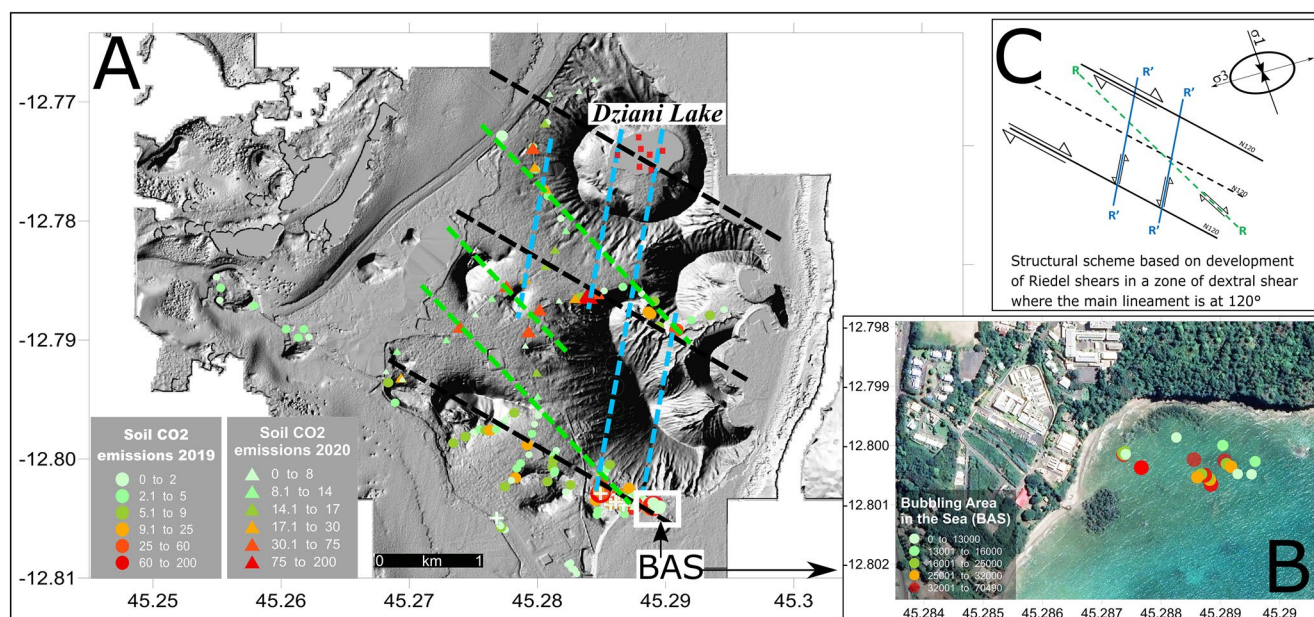 A
-12.77
-12.78
-12.79
-12.80
-12.81
45.25
45.26
45.27
45.28
45.29
45.3
Dziani Lake
Soil CO2
emissions 2019
0 to 2
2.1 to 5
5.1 to 9
9.1 to 25
25 to 60
60 to 200
Soil CO2
emissions 2020
0 to 8
8.1 to 14
14.1 to 17
17.1 to 30
30.1 to 75
75 to 200
0 km 1
BAS
C
σ1
σ3
R
R'
R'
N120
N120
N120
R'
R'
R
Structural scheme based on development
of Riedel shears in a zone of dextral shear
where the main lineament is at 120º
-12.798
-12.799
-12.800
-12.801
-12.802
Bubbling Area
in the Sea (BAS)
0 to 13000
13001 to 16000
16001 to 25000
25001 to 32000
32001 to 70490
B
45.284
45.285
45.286
45.287
45.288
45.289
45.29